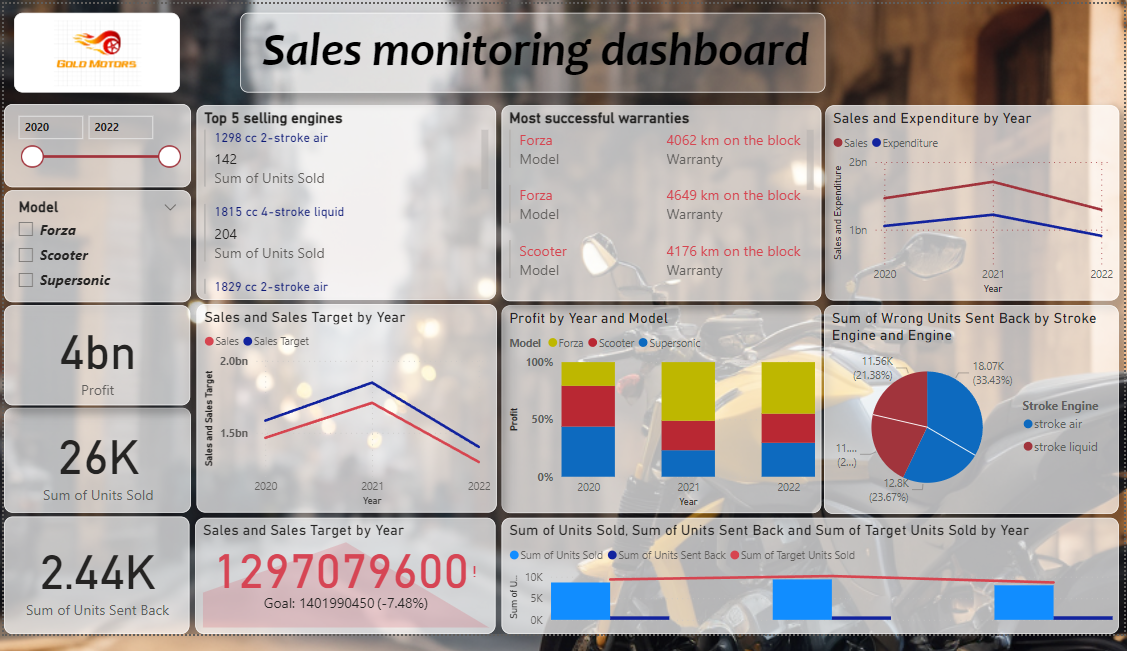 GOLD MOTORS
Sales monitoring dashboard
2020
2022
Model
Forza
Scooter
Supersonic
4bn
Profit
26K
Sum of Units Sold
2.44K
Sum of Units Sent Back
Top 5 selling engines
1298 cc 2-stroke air
142
Sum of Units Sold
1815 cc 4-stroke liquid
204
Sum of Units Sold
1829 cc 2-stroke air
Most successful warranties
Forza 4062 km on the block
Model Warranty
Forza 4649 km on the block
Model Warranty
Scooter 4176 km on the block
Model Warranty
Sales and Expenditure by Year
Sales Expenditure
Sales and Expenditure
2bn
1bn
2020 2021 2022
Year
Sales and Sales Target by Year
Sales Sales Target
Sales and Sales Target
2.0bn
1.5bn
2020 2021 2022
Year
Profit by Year and Model
Model Forza Scooter Supersonic
Profit
100%
50%
0%
2020 2021 2022
Year
Sum of Wrong Units Sent Back by Stroke
Engine and Engine
11.56K
(21.38%)
18.07K
(33.43%)
11....
(2...)
12.8K
(23.67%)
Stroke Engine
stroke air
stroke liquid
Sales and Sales Target by Year
1297079600!
Goal: 1401990450 (-7.48%)
Sum of Units Sold, Sum of Units Sent Back and Sum of Target Units Sold by Year
Sum of Units Sold Sum of Units Sent Back Sum of Target Units Sold
Sum of U...
10K
5K
0K